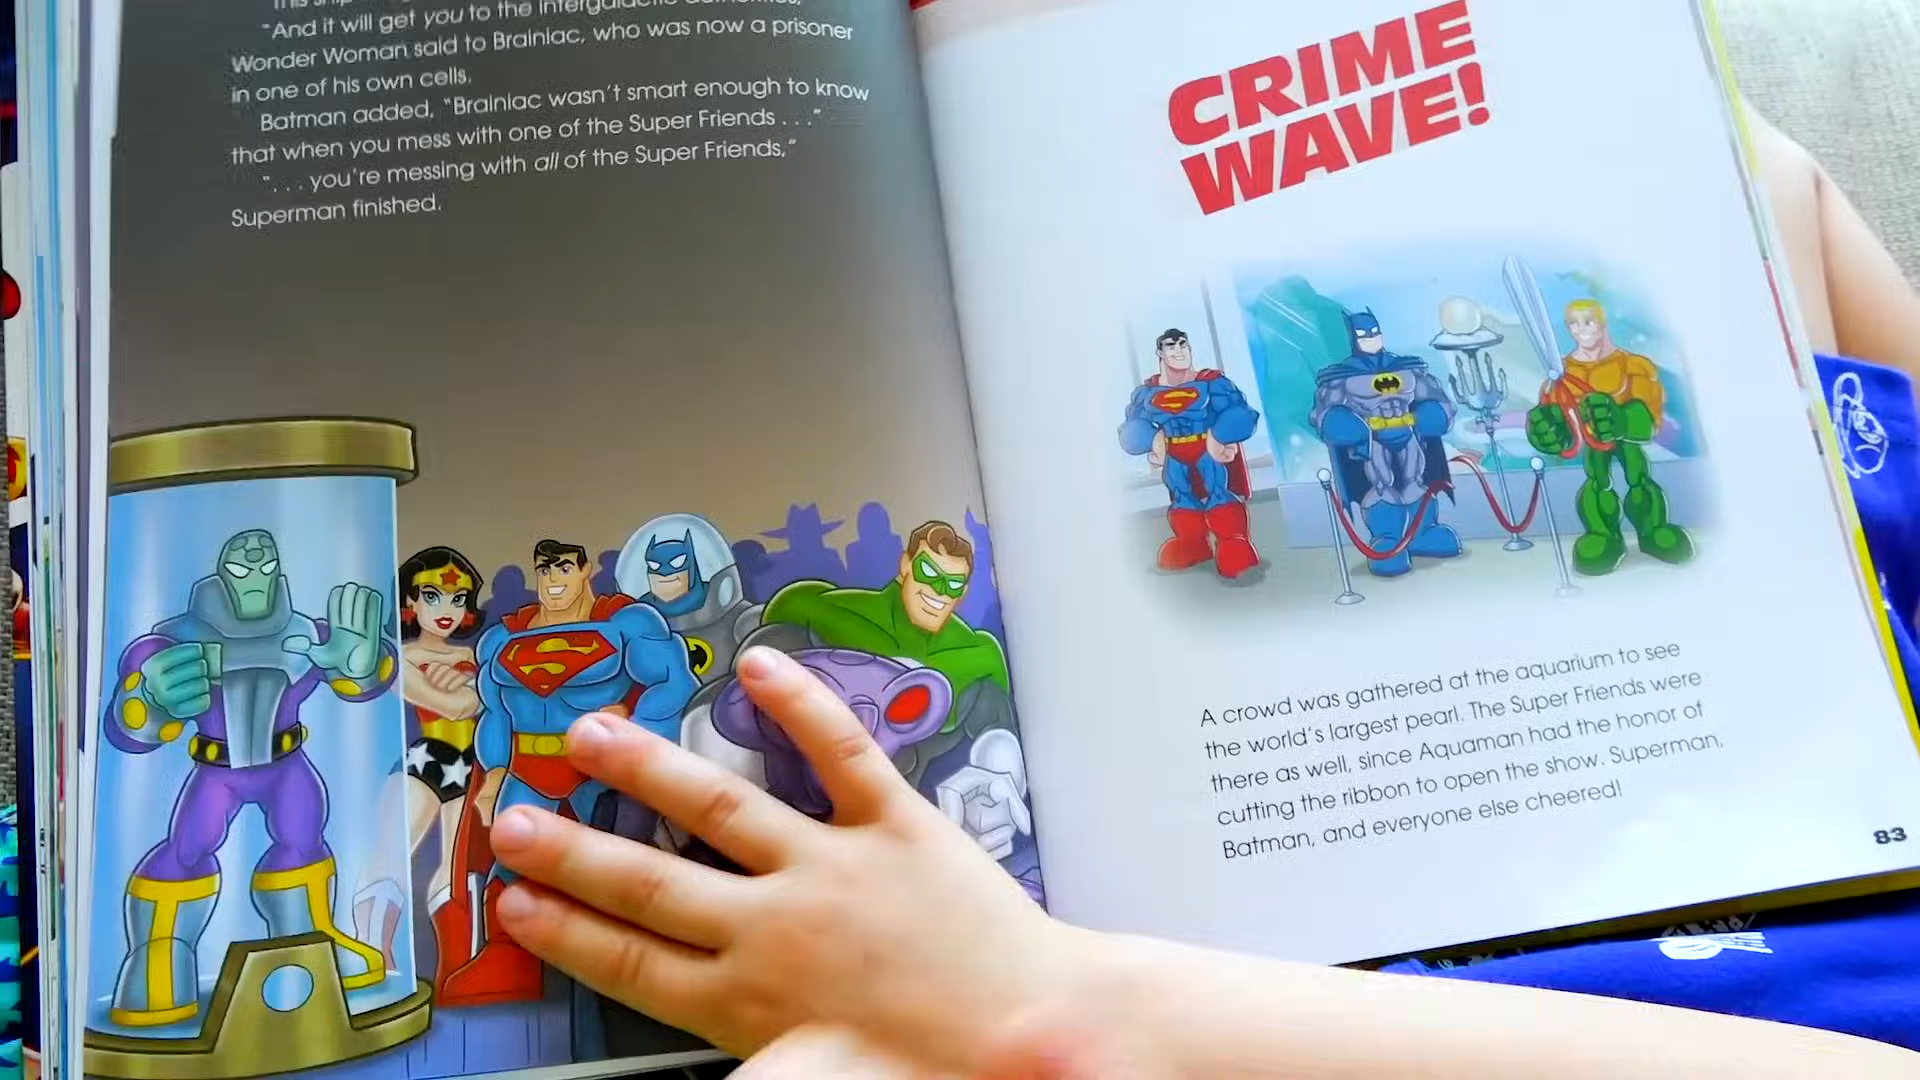 "And it will get you to the intergalactic authorities,"
Wonder Woman said to Brainiac, who was now a prisoner
in one of his own cells.
Batman added, "Brainiac wasn't smart enough to know
that when you mess with one of the Super Friends . . ."
". . . you're messing with all of the Super Friends,"
Superman finished.
CRIME
WAVE!
A crowd was gathered at the aquarium to see
the world's largest pearl. The Super Friends were
there as well, since Aquaman had the honor of
cutting the ribbon to open the show. Superman,
Batman, and everyone else cheered!
83